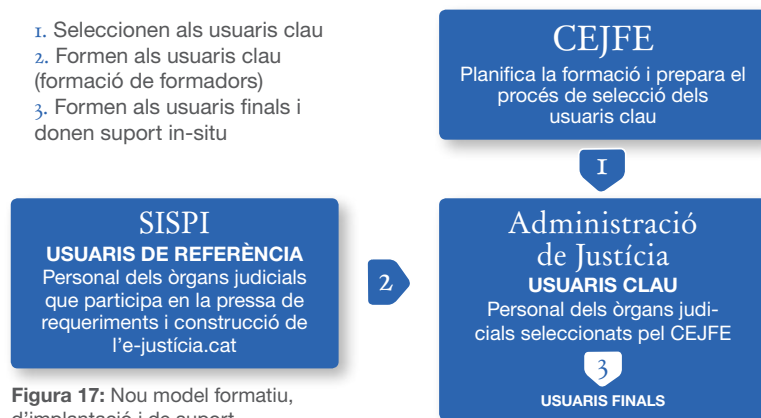 1. Seleccionen als usuaris clau
2. Formen als usuaris clau
(formació de formadors)
3. Formen als usuaris finals i
donen suport in-situ
CEJFE
Planifica la formació i prepara el
procés de selecció dels
usuaris clau
1
SISPI
USUARIS DE REFERÈNCIA
Personal dels òrgans judicials
que participa en la pressa de
requeriments i construcció de
l'e-justícia.cat
2
Administració
de Justícia
USUARIS CLAU
Personal dels òrgans judi-
cials seleccionats pel CEJFE
3
USUARIS FINALS
Figura 17: Nou model formatiu,
d'implantació i de suport